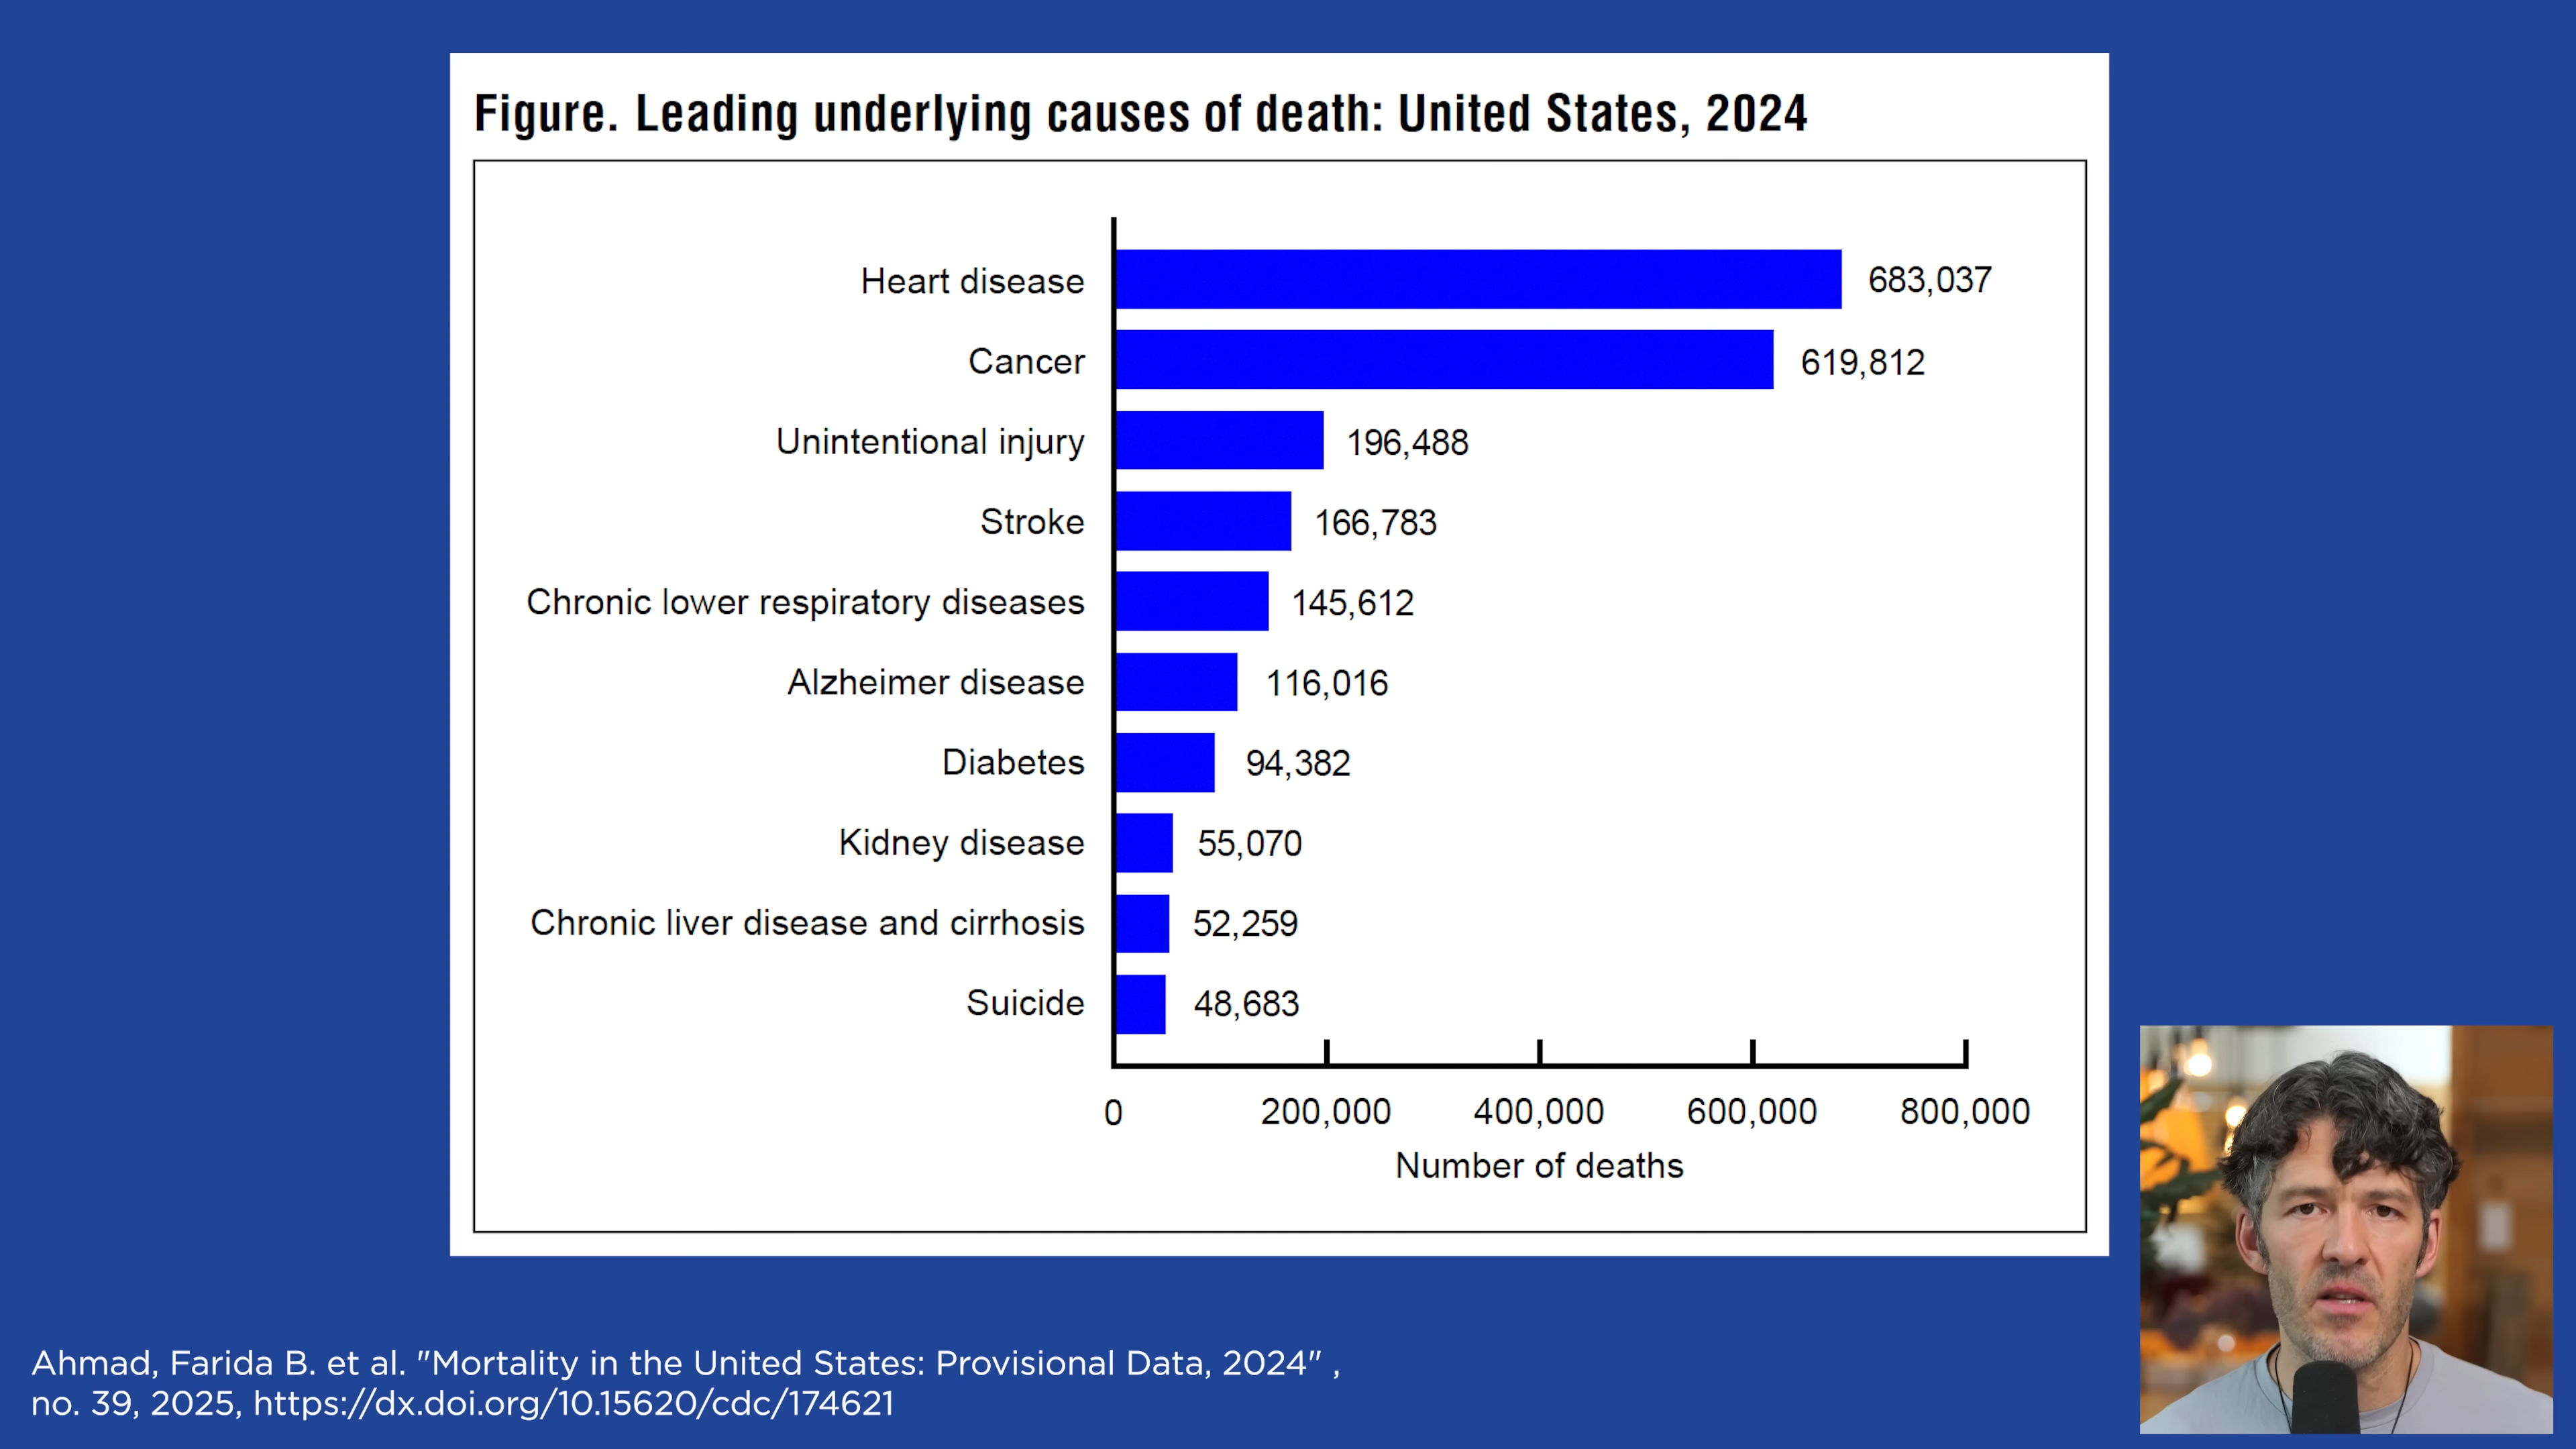 Figure. Leading underlying causes of death: United States, 2024
Heart disease 683,037
Cancer 619,812
Unintentional injury 196,488
Stroke 166,783
Chronic lower respiratory diseases 145,612
Alzheimer disease 116,016
Diabetes 94,382
Kidney disease 55,070
Chronic liver disease and cirrhosis 52,259
Suicide 48,683
0 200,000 400,000 600,000 800,000
Number of deaths
Ahmad, Farida B. et al. "Mortality in the United States: Provisional Data, 2024" ,
no. 39, 2025, https://dx.doi.org/10.15620/cdc/174621